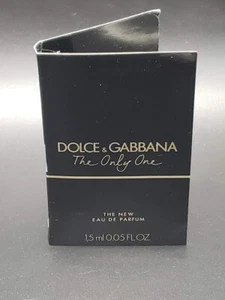 DOLCE & GABBANA
The Only One
THE NEW
EAU DE PARFUM
1,5 ml 0.05 FL.OZ.